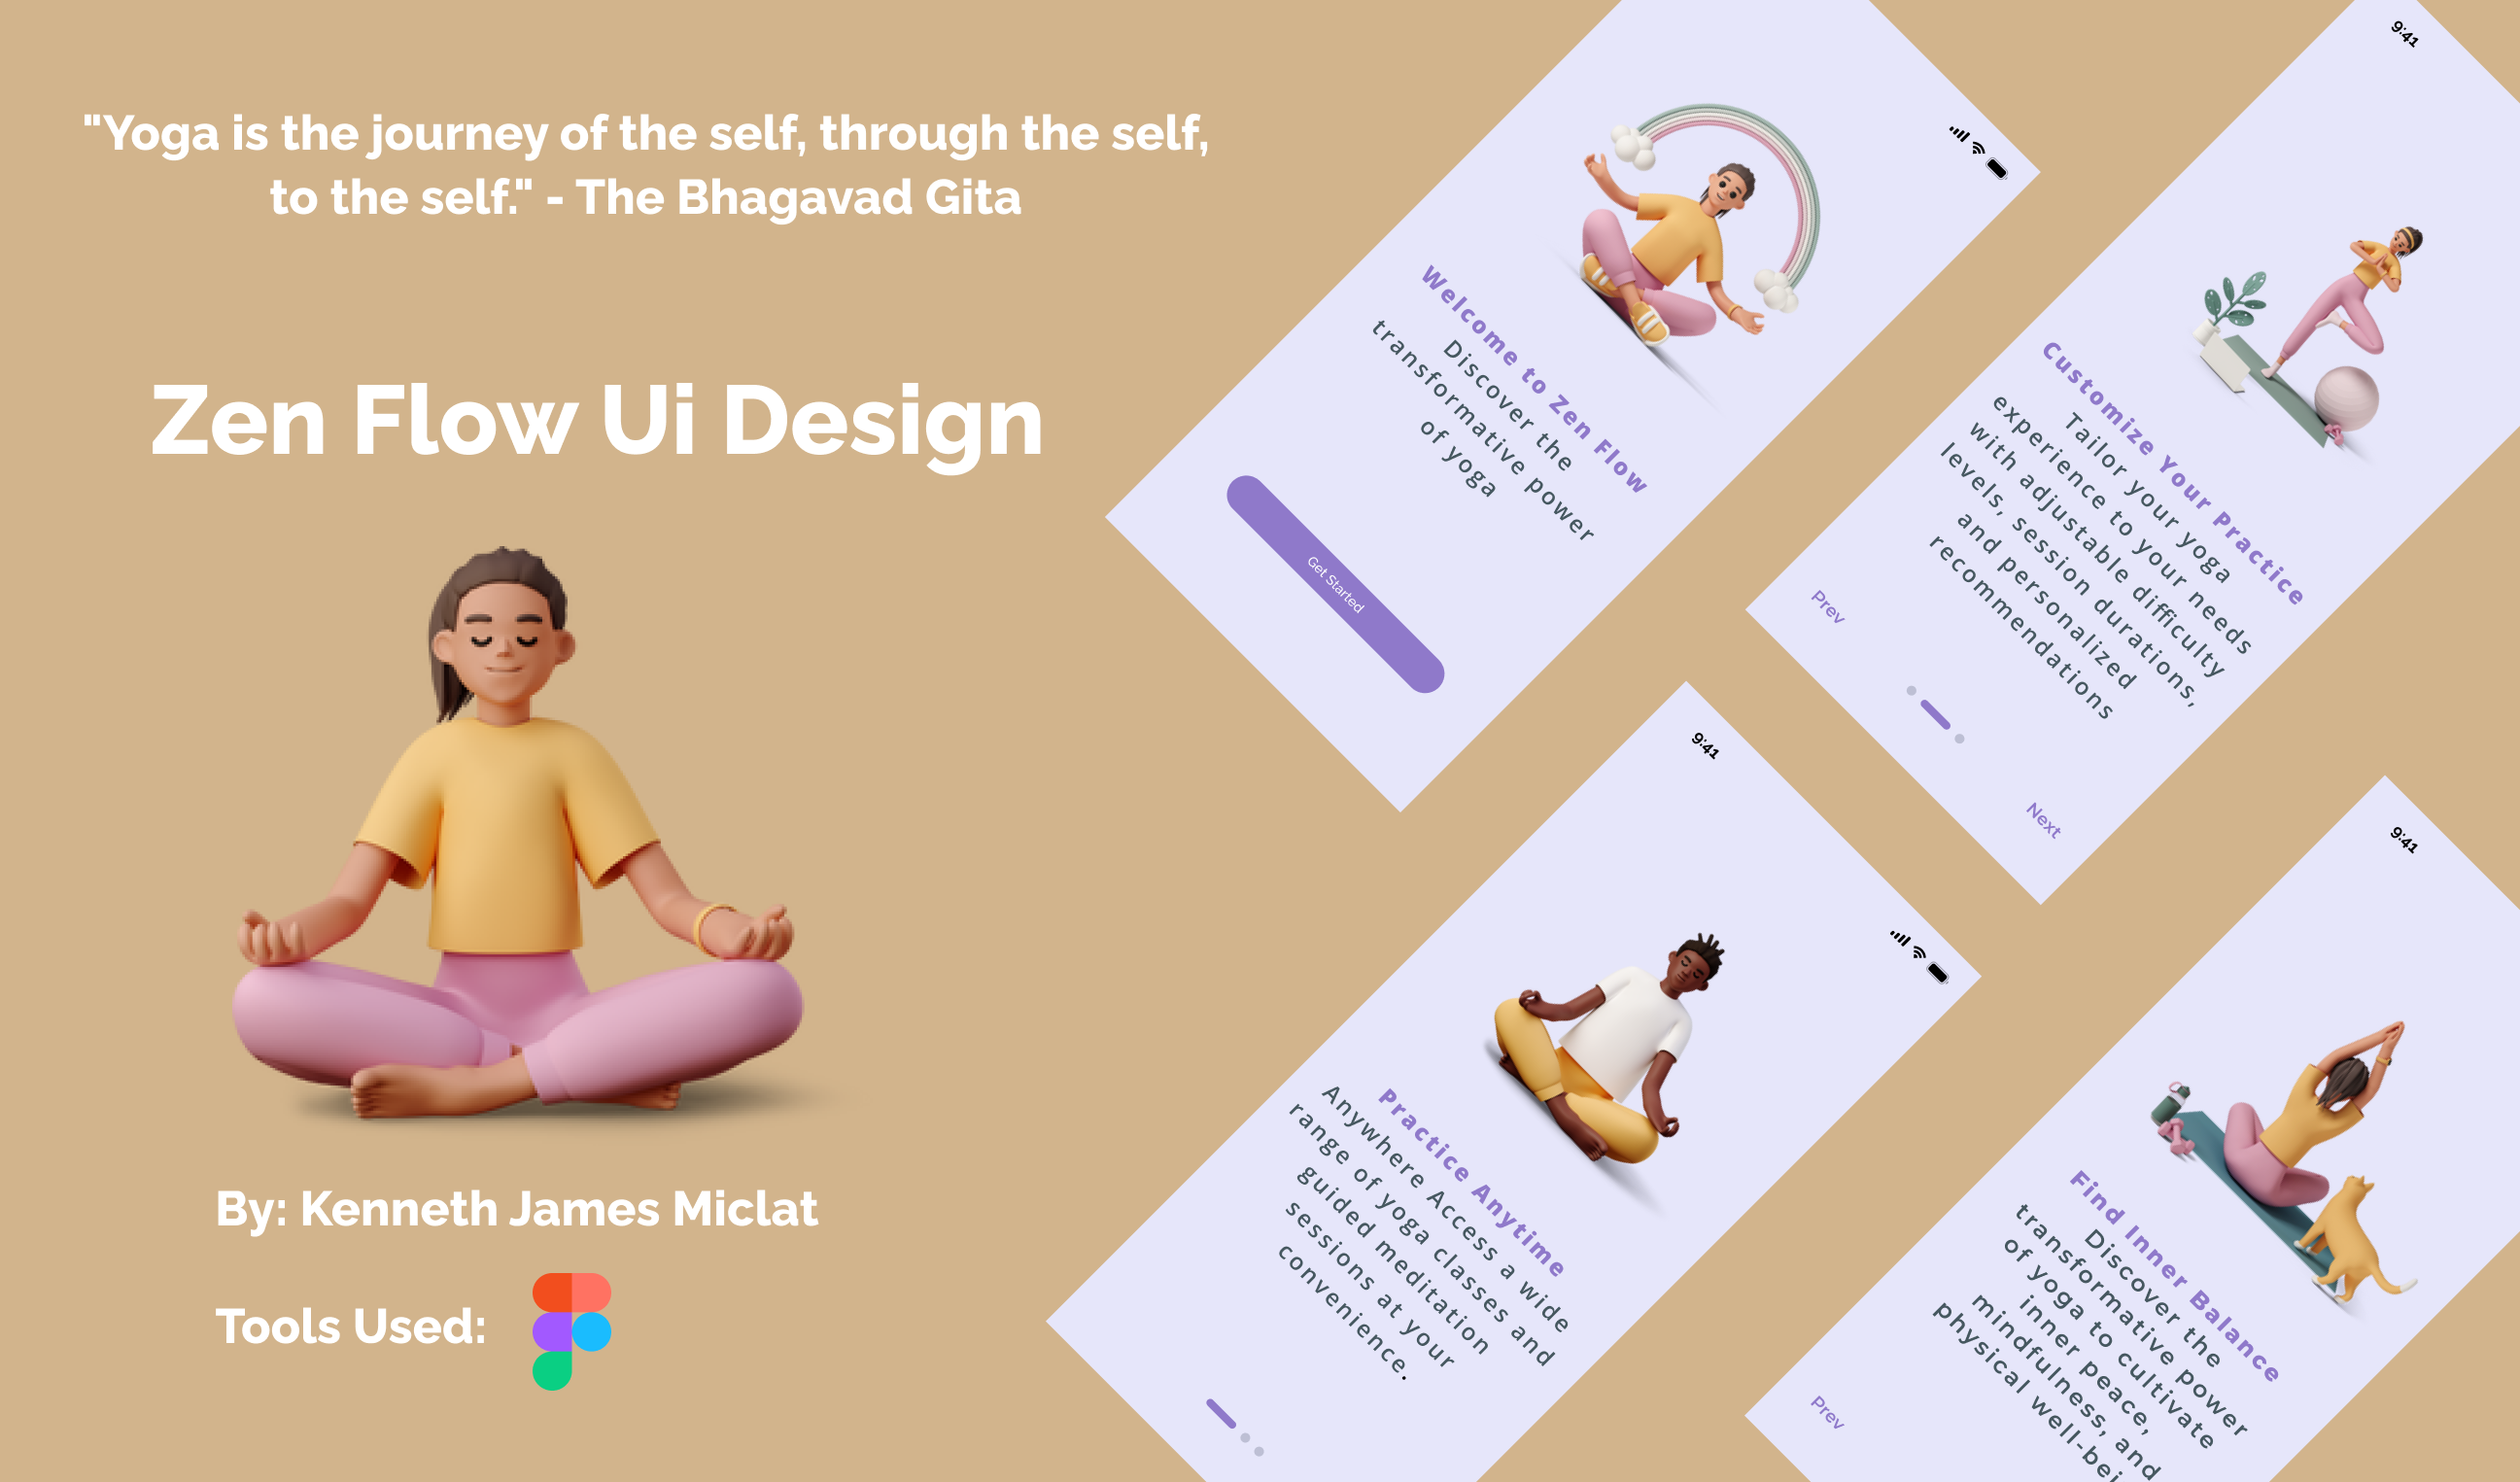 "Yoga is the journey of the self, through the self,
to the self." - The Bhagavad Gita
Zen Flow Ui Design
By: Kenneth James Miclat
Tools Used:
Welcome to Zen Flow
Discover the
transformative power
of yoga
Get Started
9:41
Customize Your Practice
Tailor your yoga
experience to your needs
with adjustable difficulty
levels, session durations,
and personalized
recommendations
Prev
Next
9:41
Practice Anytime
Anywhere Access a wide
range of yoga classes and
guided meditation
sessions at your
convenience.
9:41
Find Inner Balance
Discover the
transformative power
of yoga to cultivate
inner peace,
mindfulness, and
physical well-bei
Prev